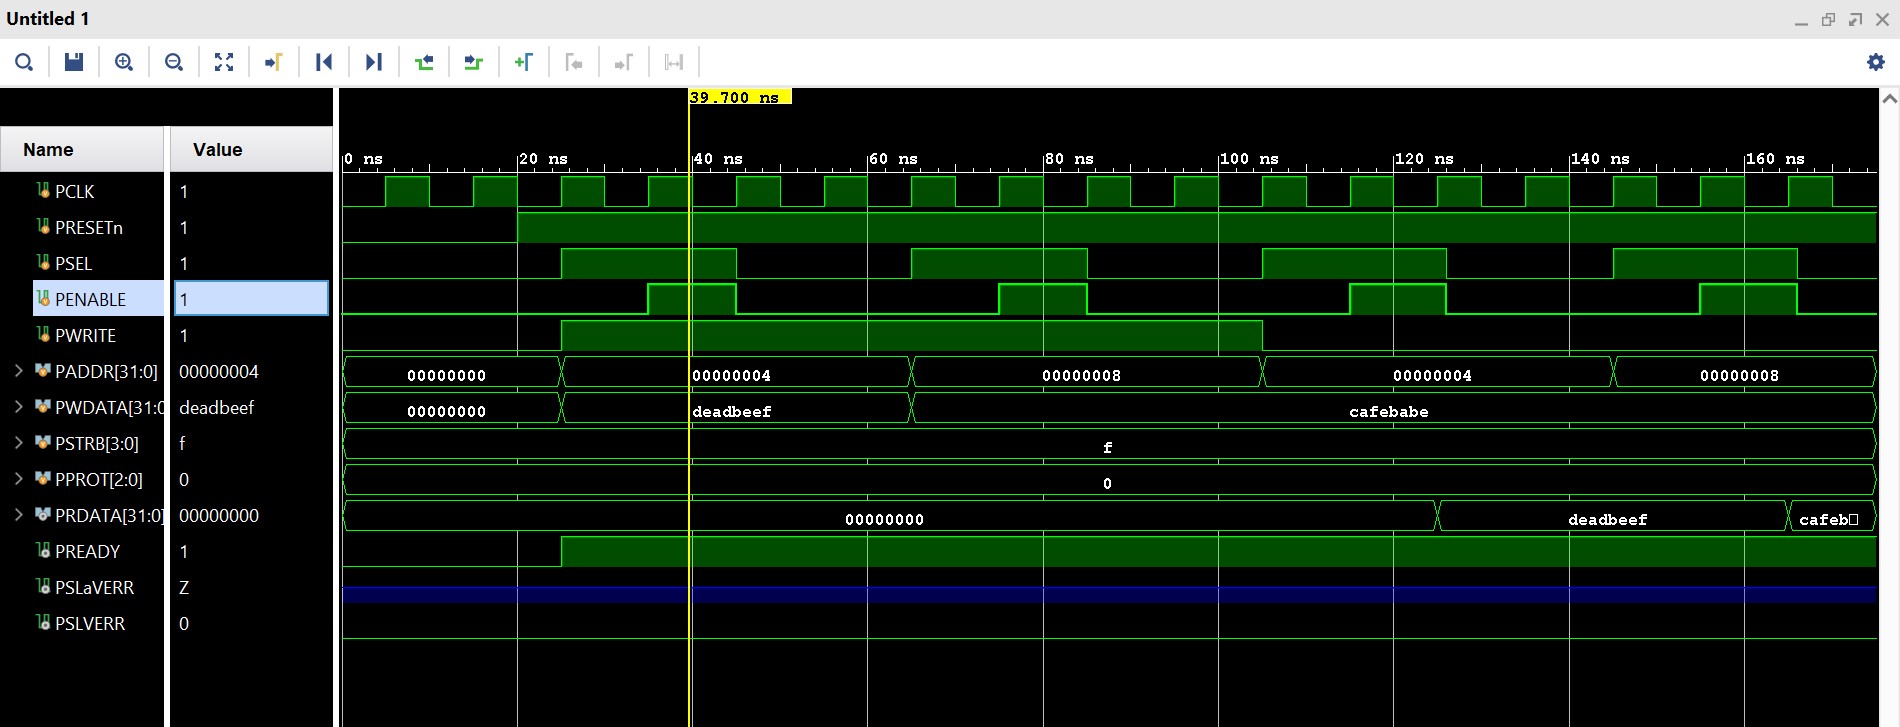 Untitled 1
39.700 ns
Name Value
0 ns 20 ns 40 ns 60 ns 80 ns 100 ns 120 ns 140 ns 160 ns
PCLK 1
PRESETn 1
PSEL 1
PENABLE 1
PWRITE 1
PADDR[31:0] 00000004 00000000 00000004 00000008 00000004 00000008
PWDATA[31:0 deadbeef 00000000 deadbeef cafebabe
PSTRB[3:0] f f
PPROT[2:0] 0 0
PRDATA[31:0] 00000000 00000000 deadbeef cafeb□
PREADY 1
PSLaVERR Z
PSLVERR 0